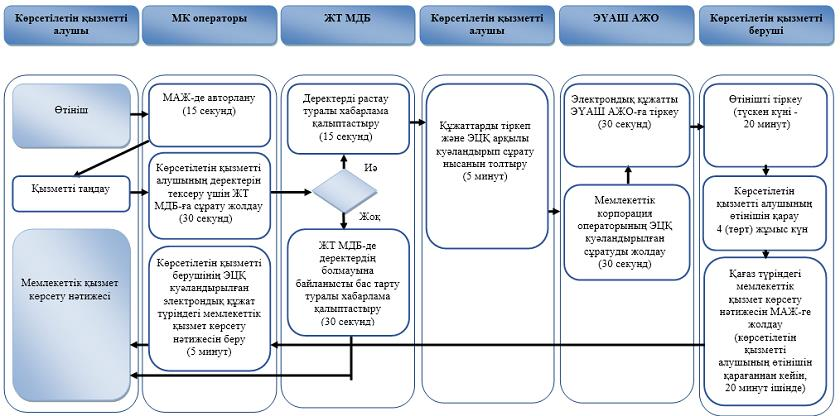 Көрсетілетін қызметті
алушы
МК операторы
ЖТ МДБ
Көрсетілетін қызметті
алушы
ЭҮАШ АЖО
Көрсетілетін қызметті
беруші
Өтініш
Қызметті таңдау
Мемлекеттік қызмет
көрсету нәтижесі
МАЖ-де авторлану
(15 секунд)
Көрсетілетін қызметті
алушының деректерін
тексеру үшін ЖТ
МДБ-ға сұрату жолдау
(30 секунд)
Көрсетілетін қызметті
берушінің ЭЦҚ
куәландырылған
электрондық құжат
түріндегі мемлекеттік
қызмет көрсету
нәтижесін беру
(5 минут)
Деректерді растау
туралы хабарлама
қалыптастыру
(15 секунд)
Иә
Жоқ
ЖТ МДБ-де
деректердің
болмауына
байланысты бас тарту
туралы хабарлама
қалыптастыру
(30 секунд)
Құжаттарды тіркеп
және ЭЦҚ арқылы
куәландырып сұрату
нысанын толтыру
(5 минут)
Электрондық құжатты
ЭҮАШ АЖО-ға тіркеу
(30 секунд)
Мемлекеттік
корпорация
операторының ЭЦҚ
куәландырылған
сұратуды жолдау
(30 секунд)
Өтінішті тіркеу
(түскен күні -
20 минут)
Көрсетілетін
қызметті алушының
өтінішін қарау
4 (төрт) жұмыс күн
Қағаз түріндегі
мемлекеттік
қызмет көрсету
нәтижесін МАЖ-ге
жолдау
(көрсетілетін
қызметті
алушының өтінішін
қарағаннан кейін,
20 минут ішінде)